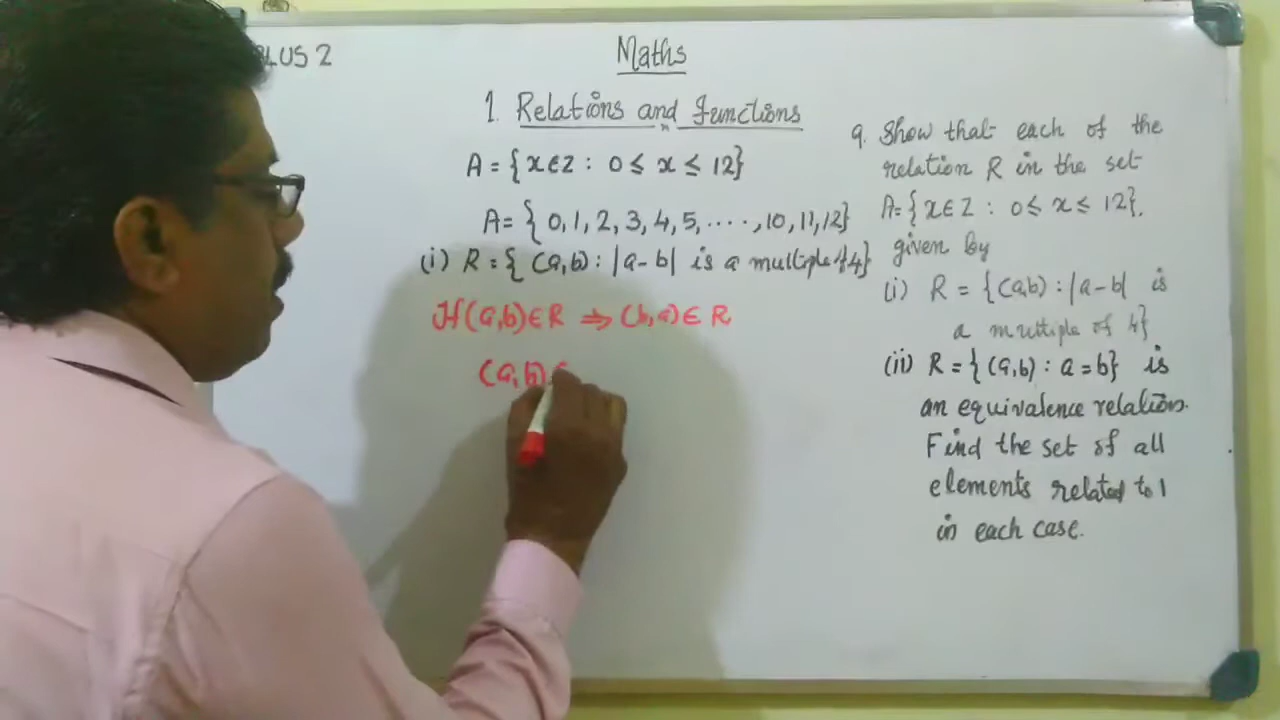 PLUS 2
Maths
1. Relations and functions
A = { x ∈ Z : 0 ≤ x ≤ 12}
A = { 0, 1, 2, 3, 4, 5, ....., 10, 11, 12}
(i) R = { (a,b) : |a-b| is a multiple of 4}
If (a,b) ∈ R ⇒ (b,a) ∈ R
(a,b)
9. Show that each of the
relation R in the set
A = { x ∈ Z : 0 ≤ x ≤ 12}.
given by
(i) R = {(a,b) : |a-b| is
a multiple of 4}
(ii) R = { (a,b) : a = b} is
an equivalence relation.
Find the set of all
elements related to 1
in each case.